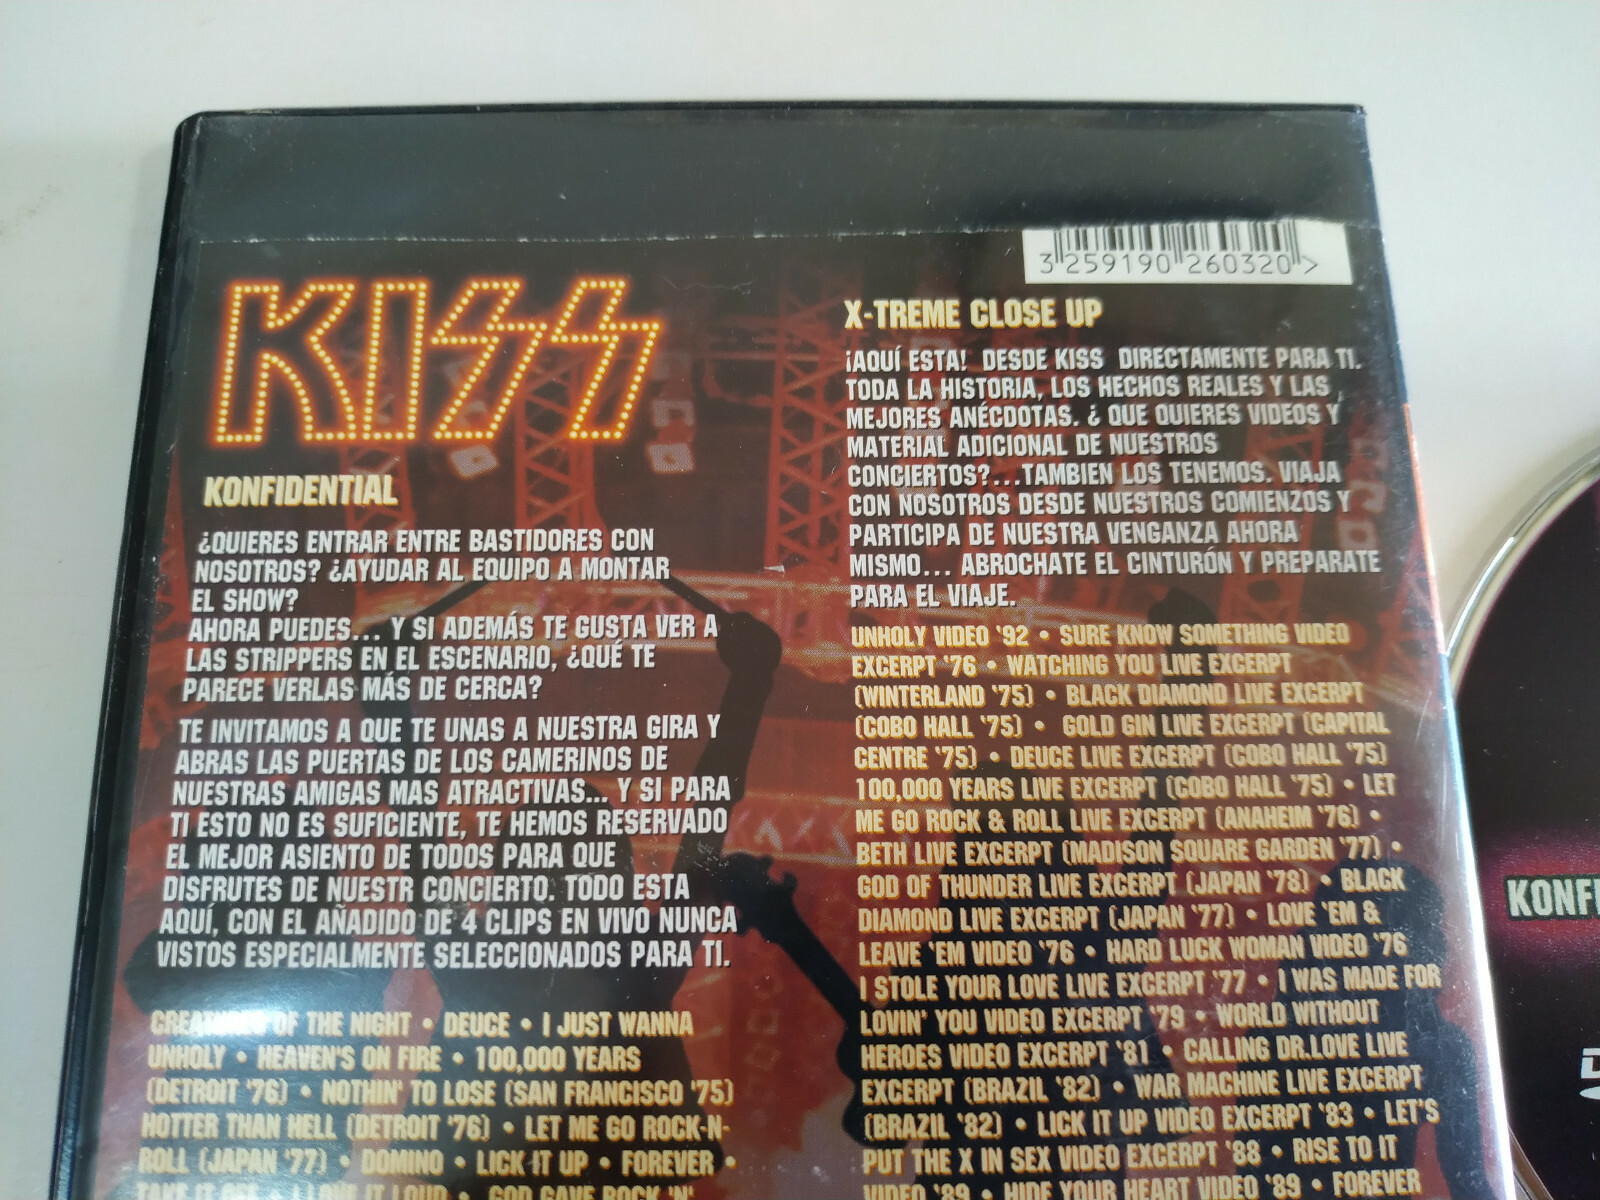 KISS
KONFIDENTIAL
¿QUIERES ENTRAR ENTRE BASTIDORES CON
NOSOTROS? ¿AYUDAR AL EQUIPO A MONTAR
EL SHOW?
AHORA PUEDES... Y SI ADEMÁS TE GUSTA VER A
LAS STRIPPERS EN EL ESCENARIO, ¿QUÉ TE
PARECE VERLAS MÁS DE CERCA?
TE INVITAMOS A QUE TE UNAS A NUESTRA GIRA Y
ABRAS LAS PUERTAS DE LOS CAMERINOS DE
NUESTRAS AMIGAS MAS ATRACTIVAS... Y SI PARA
TI ESTO NO ES SUFICIENTE, TE HEMOS RESERVADO
EL MEJOR ASIENTO DE TODOS PARA QUE
DISFRUTES DE NUESTR CONCIERTO. TODO ESTA
AQUÍ, CON EL AÑADIDO DE 4 CLIPS EN VIVO NUNCA
VISTOS ESPECIALMENTE SELECCIONADOS PARA TI.
CREATURES OF THE NIGHT • DEUCE • I JUST WANNA
UNHOLY • HEAVEN'S ON FIRE • 100,000 YEARS
(DETROIT '76) • NOTHIN' TO LOSE (SAN FRANCISCO '75)
HOTTER THAN HELL (DETROIT '76) • LET ME GO ROCK-N-
ROLL (JAPAN '77) • DOMINO • LICK IT UP • FOREVER •
TAKE IT OFF • I LOVE IT LOUD • GOD GAVE ROCK 'N'
3 259190 260320 >
X-TREME CLOSE UP
¡AQUÍ ESTA! DESDE KISS DIRECTAMENTE PARA TI.
TODA LA HISTORIA, LOS HECHOS REALES Y LAS
MEJORES ANÉCDOTAS. ¿ QUE QUIERES VIDEOS Y
MATERIAL ADICIONAL DE NUESTROS
CONCIERTOS?...TAMBIEN LOS TENEMOS. VIAJA
CON NOSOTROS DESDE NUESTROS COMIENZOS Y
PARTICIPA DE NUESTRA VENGANZA AHORA
MISMO... ABROCHATE EL CINTURÓN Y PREPARATE
PARA EL VIAJE.
UNHOLY VIDEO '92 • SURE KNOW SOMETHING VIDEO
EXCERPT '76 • WATCHING YOU LIVE EXCERPT
(WINTERLAND '75) • BLACK DIAMOND LIVE EXCERPT
(COBO HALL '75) • GOLD GIN LIVE EXCERPT (CAPITAL
CENTRE '75) • DEUCE LIVE EXCERPT (COBO HALL '75)
100,000 YEARS LIVE EXCERPT (COBO HALL '75) • LET
ME GO ROCK & ROLL LIVE EXCERPT (ANAHEIM '76) •
BETH LIVE EXCERPT (MADISON SQUARE GARDEN '77) •
GOD OF THUNDER LIVE EXCERPT (JAPAN '78) • BLACK
DIAMOND LIVE EXCERPT (JAPAN '77) • LOVE 'EM &
LEAVE 'EM VIDEO '76 • HARD LUCK WOMAN VIDEO '76
I STOLE YOUR LOVE LIVE EXCERPT '77 • I WAS MADE FOR
LOVIN' YOU VIDEO EXCERPT '79 • WORLD WITHOUT
HEROES VIDEO EXCERPT '81 • CALLING DR.LOVE LIVE
EXCERPT (BRAZIL '82) • WAR MACHINE LIVE EXCERPT
(BRAZIL '82) • LICK IT UP VIDEO EXCERPT '83 • LET'S
PUT THE X IN SEX VIDEO EXCERPT '88 • RISE TO IT
VIDEO '89 • HIDE YOUR HEART VIDEO '89 • FOREVER
KONFI